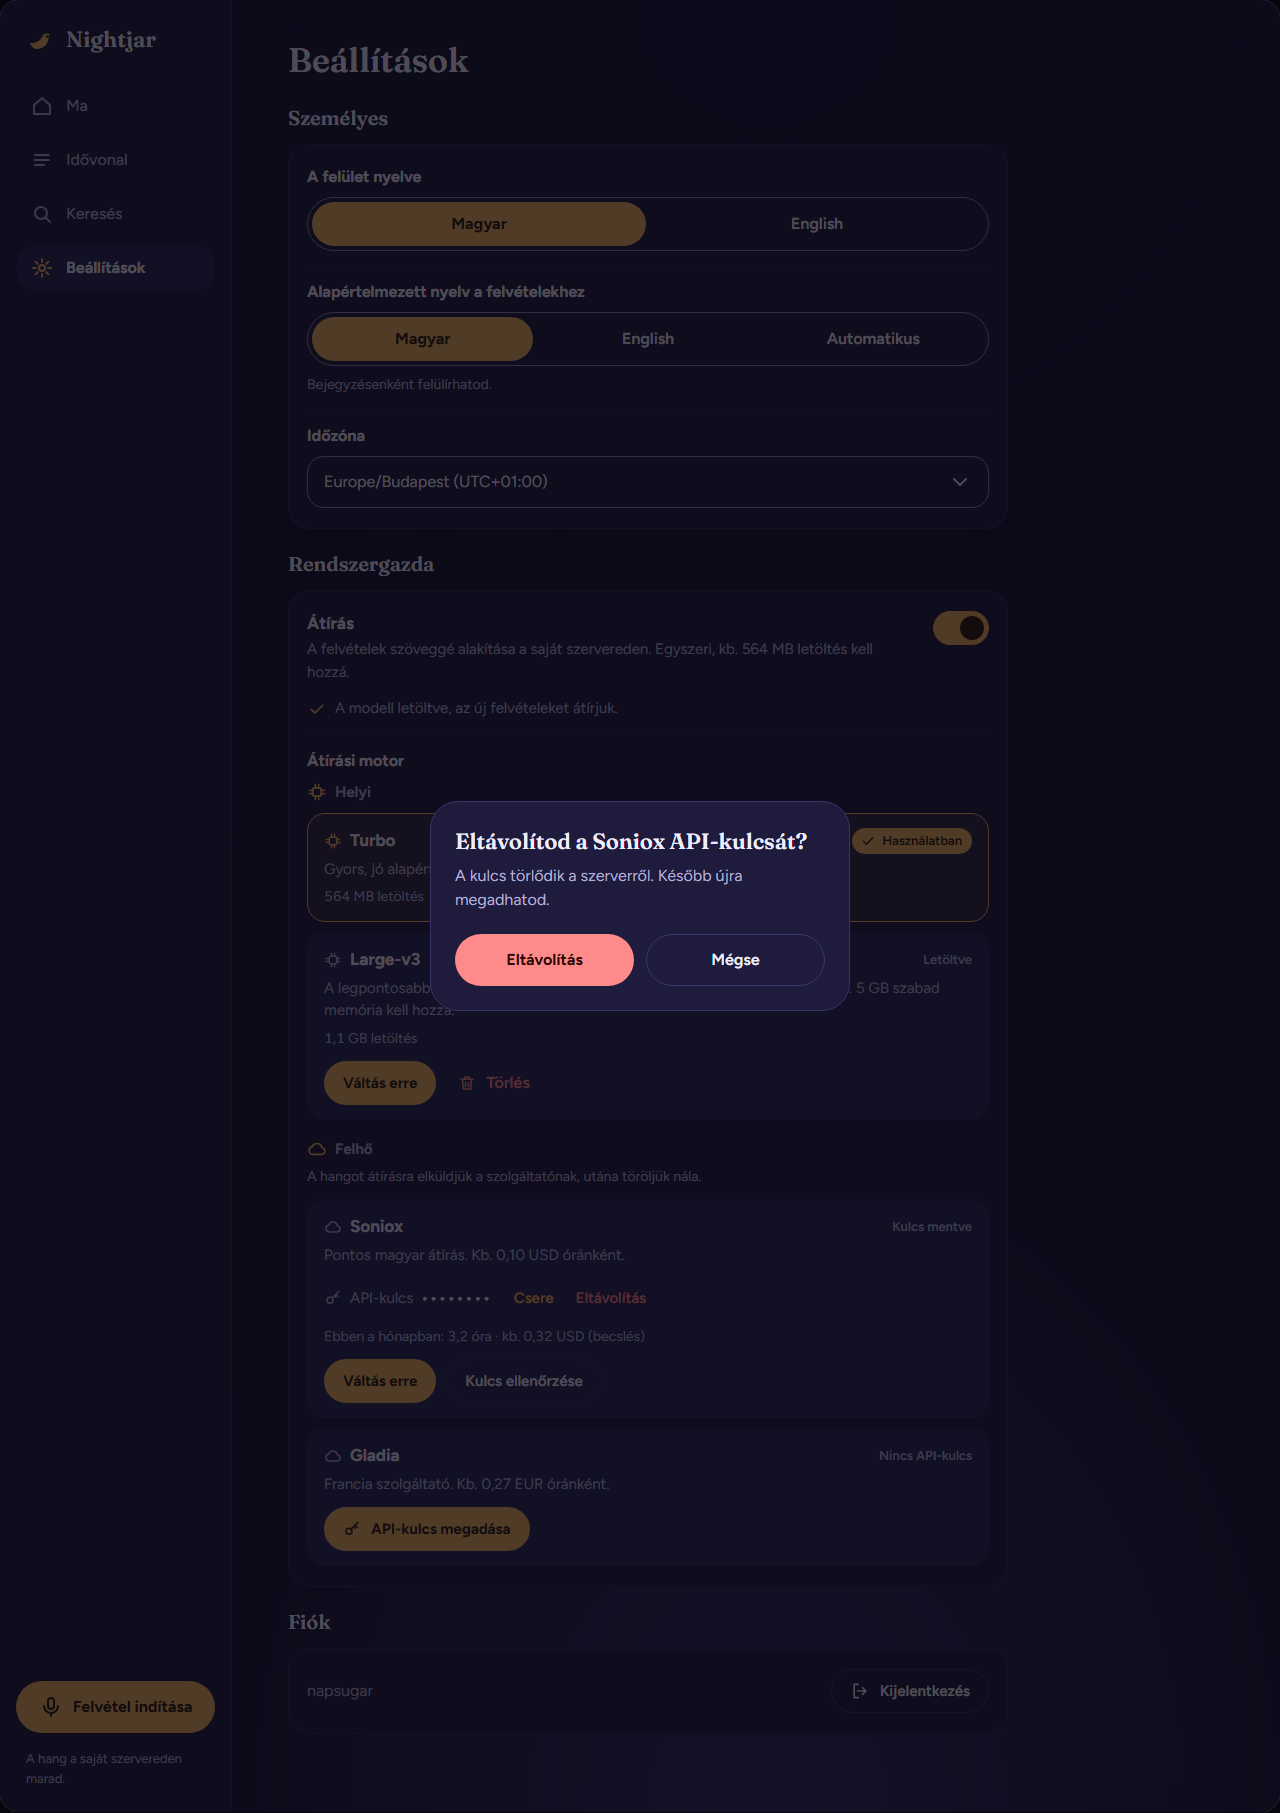 Nightjar
Ma
Idővonal
Keresés
Beállítások
Felvétel indítása
A hang a saját szervereden
marad.
Beállítások
Személyes
A felület nyelve
Magyar
English
Alapértelmezett nyelv a felvételekhez
Magyar
English
Automatikus
Bejegyzésenként felülírhatod.
Időzóna
Europe/Budapest (UTC+01:00)
Rendszergazda
Átírás
A felvételek szöveggé alakítása a saját szervereden. Egyszeri, kb. 564 MB letöltés kell
hozzá.
A modell letöltve, az új felvételeket átírjuk.
Átírási motor
Helyi
Turbo
Használatban
Gyors, jó
564 MB letöltés
Large-v3
Letöltve
A legpontosabb
. 5 GB szabad
memória kell hozzá.
1,1 GB letöltés
Váltás erre
Törlés
Eltávolítod a Soniox API-kulcsát?
A kulcs törlődik a szerverről. Később újra
megadhatod.
Eltávolítás
Mégse
Felhő
A hangot átírásra elküldjük a szolgáltatónak, utána töröljük nála.
Soniox
Kulcs mentve
Pontos magyar átírás. Kb. 0,10 USD óránként.
API-kulcs ••••••••
Csere
Eltávolítás
Ebben a hónapban: 3,2 óra · kb. 0,32 USD (becslés)
Váltás erre
Kulcs ellenőrzése
Gladia
Nincs API-kulcs
Francia szolgáltató. Kb. 0,27 EUR óránként.
API-kulcs megadása
Fiók
napsugar
Kijelentkezés